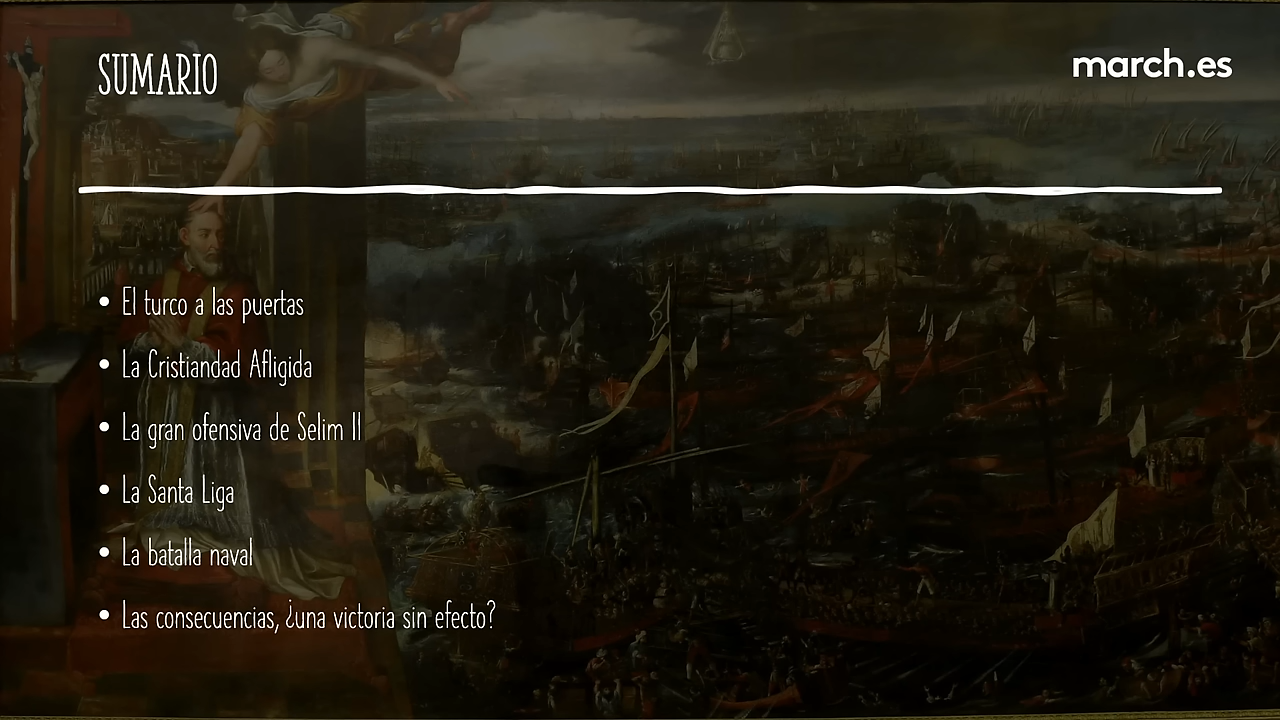 SUMARIO
march.es
• El turco a las puertas
• La Cristiandad Afligida
• La gran ofensiva de Selim II
• La Santa Liga
• La batalla naval
• Las consecuencias, ¿una victoria sin efecto?